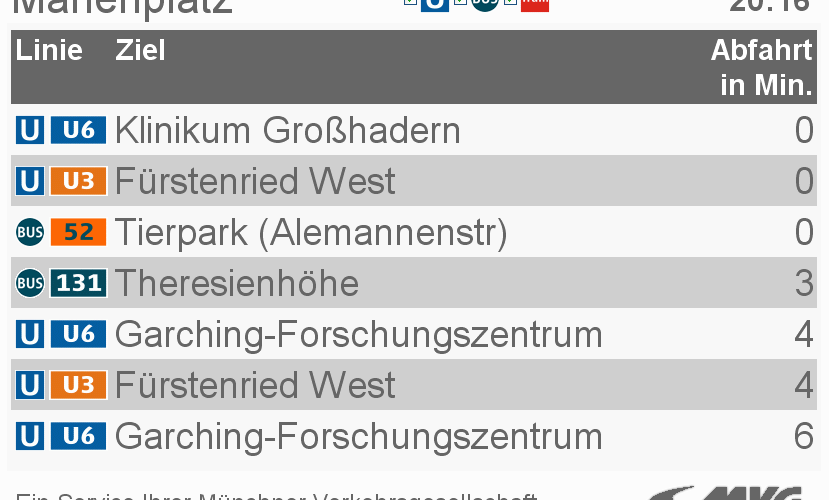 Marienplatz U BUS Tram 20:16
Linie Ziel Abfahrt
in Min.
U U6 Klinikum Großhadern 0
U U3 Fürstenried West 0
BUS 52 Tierpark (Alemannenstr) 0
BUS 131 Theresienhöhe 3
U U6 Garching-Forschungszentrum 4
U U3 Fürstenried West 4
U U6 Garching-Forschungszentrum 6
Ein Service Ihrer Münchner Verkehrsgesellschaft MVG